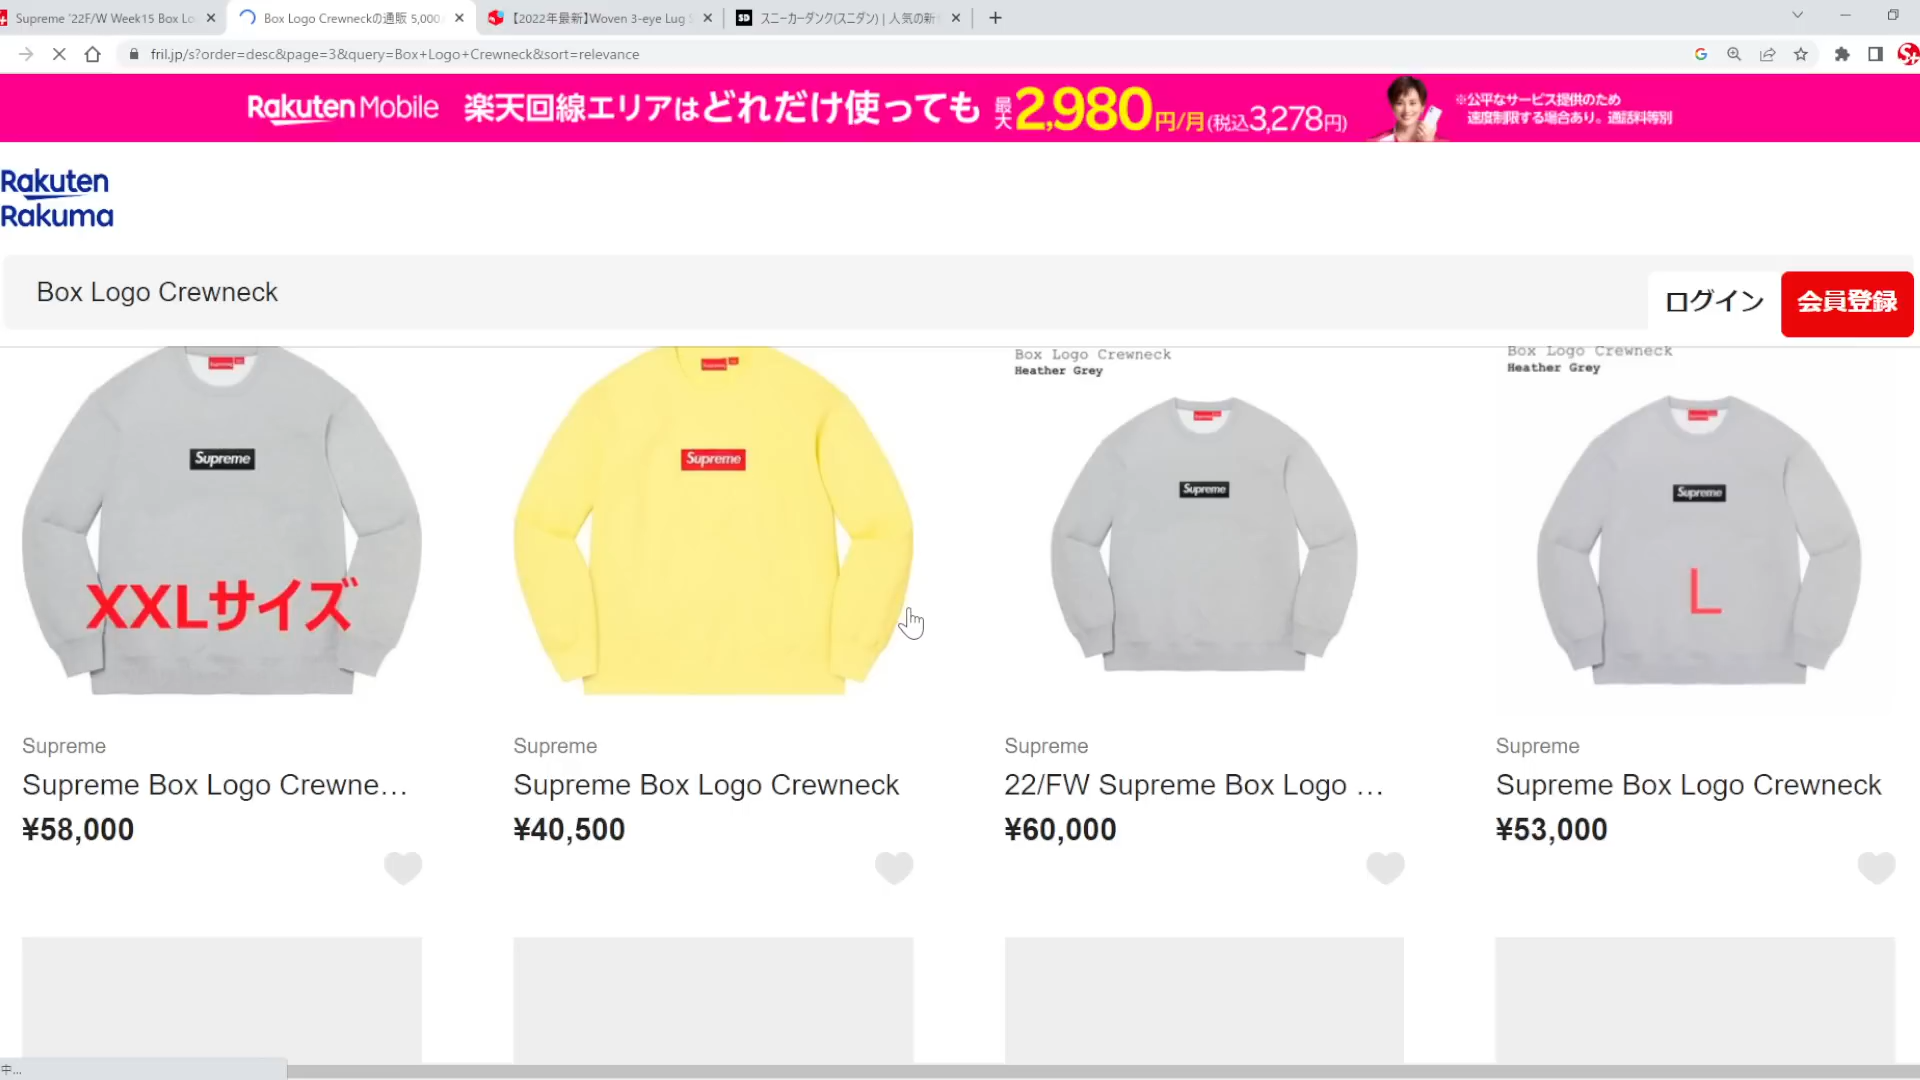 Supreme '22F/W Week15 Box Lo
Box Logo Crewneckの通販 5,000
【2022年最新】Woven 3-eye Lug S
スニーカーダンク(スニダン) | 人気の新
fril.jp/s?order=desc&page=3&query=Box+Logo+Crewneck&sort=relevance
Rakuten Mobile 楽天回線エリアはどれだけ使っても 最大2,980円/月(税込3,278円)
※公平なサービス提供のため
速度制限する場合あり。通話料等別
Rakuten
Rakuma
Box Logo Crewneck
ログイン
会員登録
Supreme
XXLサイズ
Supreme
Box Logo Crewneck
Heather Grey
Supreme
Box Logo Crewneck
Heather Grey
Supreme
L
Supreme
Supreme Box Logo Crewne...
¥58,000
Supreme
Supreme Box Logo Crewneck
¥40,500
Supreme
22/FW Supreme Box Logo ...
¥60,000
Supreme
Supreme Box Logo Crewneck
¥53,000
中...